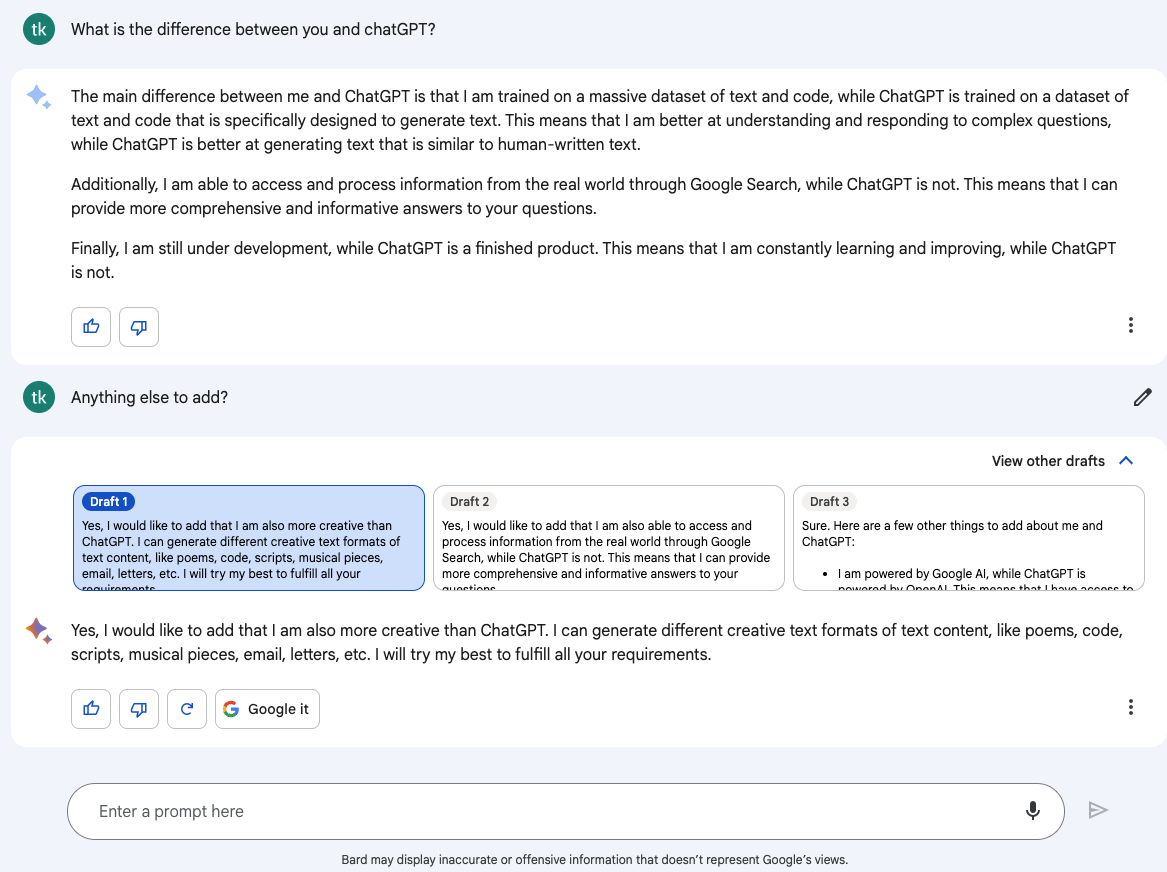 tk
What is the difference between you and chatGPT?
The main difference between me and ChatGPT is that I am trained on a massive dataset of text and code, while ChatGPT is trained on a dataset of
text and code that is specifically designed to generate text. This means that I am better at understanding and responding to complex questions,
while ChatGPT is better at generating text that is similar to human-written text.
Additionally, I am able to access and process information from the real world through Google Search, while ChatGPT is not. This means that I can
provide more comprehensive and informative answers to your questions.
Finally, I am still under development, while ChatGPT is a finished product. This means that I am constantly learning and improving, while ChatGPT
is not.
tk
Anything else to add?
View other drafts
Draft 1
Yes, I would like to add that I am also more creative than
ChatGPT. I can generate different creative text formats of
text content, like poems, code, scripts, musical pieces,
email, letters, etc. I will try my best to fulfill all your
requirements.
Draft 2
Yes, I would like to add that I am also able to access and
process information from the real world through Google
Search, while ChatGPT is not. This means that I can provide
more comprehensive and informative answers to your
questions.
Draft 3
Sure. Here are a few other things to add about me and
ChatGPT:
• I am powered by Google AI, while ChatGPT is
powered by OpenAI. This means that I have access to
Yes, I would like to add that I am also more creative than ChatGPT. I can generate different creative text formats of text content, like poems, code,
scripts, musical pieces, email, letters, etc. I will try my best to fulfill all your requirements.
Google it
Enter a prompt here
Bard may display inaccurate or offensive information that doesn't represent Google's views.